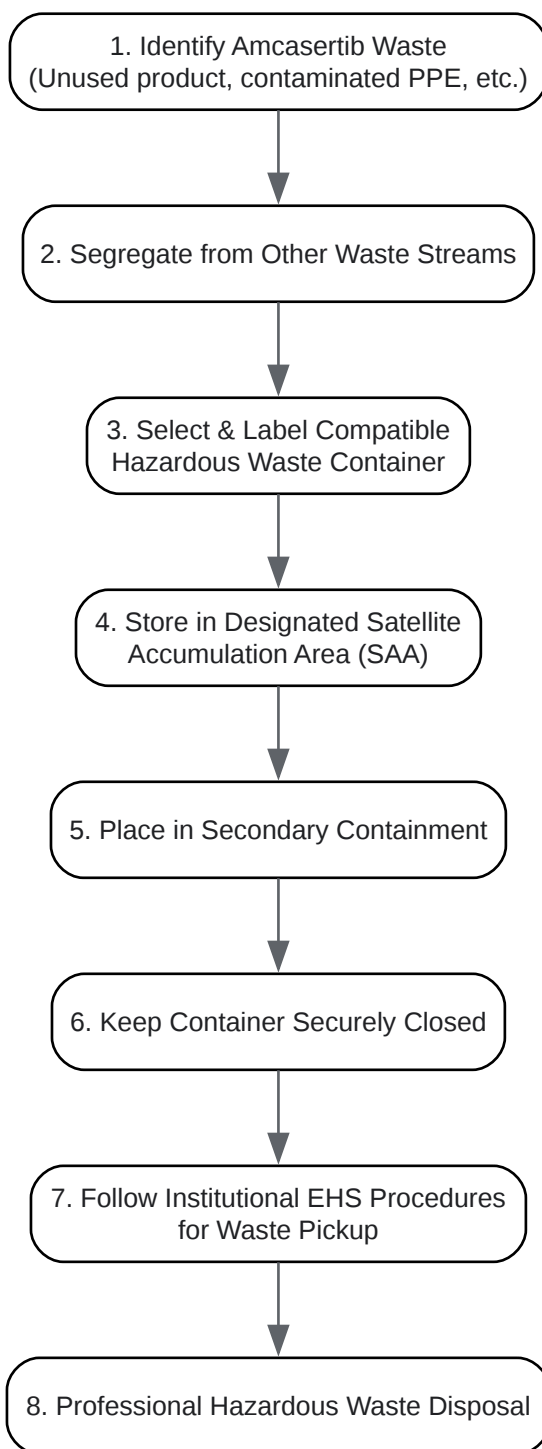 1. Identify Amcasertib Waste
(Unused product, contaminated PPE, etc.)
2. Segregate from Other Waste Streams
3. Select & Label Compatible
Hazardous Waste Container
4. Store in Designated Satellite
Accumulation Area (SAA)
5. Place in Secondary Containment
6. Keep Container Securely Closed
7. Follow Institutional EHS Procedures
for Waste Pickup
8. Professional Hazardous Waste Disposal